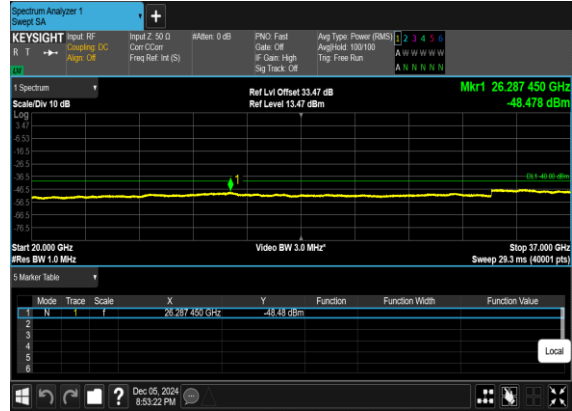 Spectrum Analyzer 1
Swept SA
+
KEYSIGHT Input: RF Input Z: 50 Ω #Atten: 0 dB PNO: Fast Avg Type: Power (RMS) 1 2 3 4 5 6
R T Coupling: DC Corr CCorr Gate: Off Avg|Hold: 100/100 A W W W W W
Align: Off Freq Ref: Int (S) IF Gain: High Trig: Free Run
Sig Track: Off A N N N N N
LW
1 Spectrum Ref Lvl Offset 33.47 dB Mkr1 26.287 450 GHz
Scale/Div 10 dB Ref Level 13.47 dBm -48.478 dBm
Log
3.47
-6.53
-16.5
-26.5
-36.5
1
DL1 -40.00 dBm
-46.5
-56.5
-66.5
-76.5
Start 20.000 GHz Video BW 3.0 MHz* Stop 37.000 GHz
#Res BW 1.0 MHz Sweep 29.3 ms (40001 pts)
5 Marker Table
Mode Trace Scale X Y Function Function Width Function Value
1 N 1 f 26.287 450 GHz -48.48 dBm
2
3
4
5
6
Local
? Dec 05, 2024
8:53:22 PM